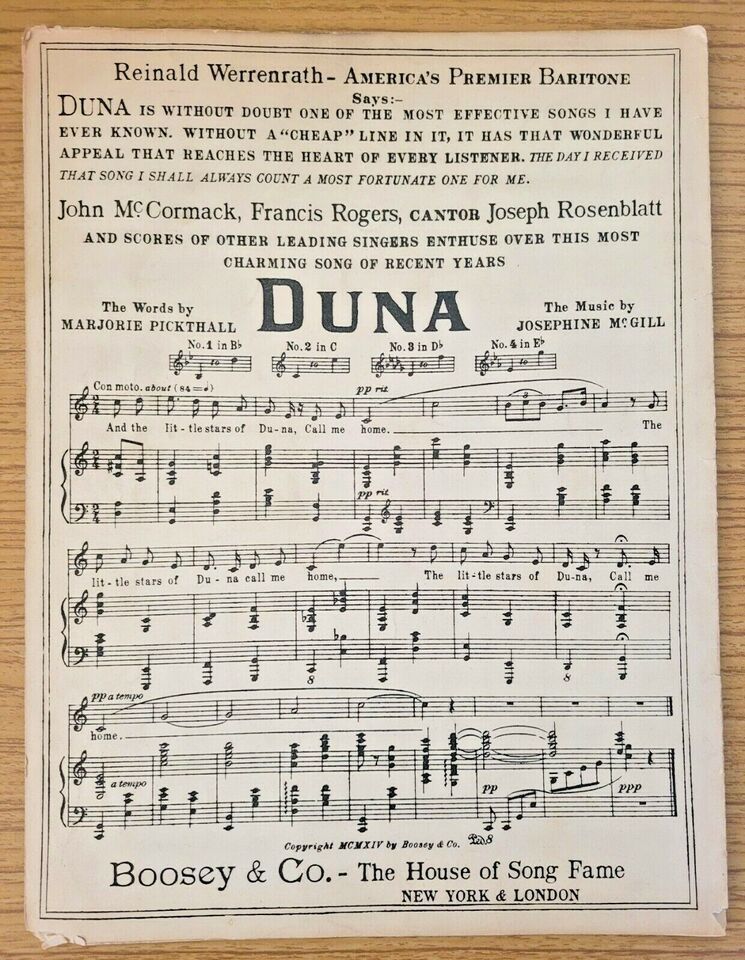 Reinald Werrenrath - AMERICA'S PREMIER BARITONE
Says:-
DUNA IS WITHOUT DOUBT ONE OF THE MOST EFFECTIVE SONGS I HAVE
EVER KNOWN. WITHOUT A "CHEAP" LINE IN IT, IT HAS THAT WONDERFUL
APPEAL THAT REACHES THE HEART OF EVERY LISTENER. THE DAY I RECEIVED
THAT SONG I SHALL ALWAYS COUNT A MOST FORTUNATE ONE FOR ME.
John McCormack, Francis Rogers, CANTOR Joseph Rosenblatt
AND SCORES OF OTHER LEADING SINGERS ENTHUSE OVER THIS MOST
CHARMING SONG OF RECENT YEARS
DUNA
The Words by
MARJORIE PICKTHALL
The Music by
JOSEPHINE McGILL
No. 1 in B♭ No. 2 in C No. 3 in D♭ No. 4 in E♭
Con moto. about (84=♩) pp rit
And the lit-tle stars of Du-na, Call me home. The
pp rit
lit-tle stars of Du-na call me home, The lit-tle stars of Du-na, Call me
8 8
pp a tempo
home.
a tempo pp ppp
Copyright MCMXIV by Boosey & Co. Ped 8
BOOSEY & CO. - The House of Song Fame
NEW YORK & LONDON